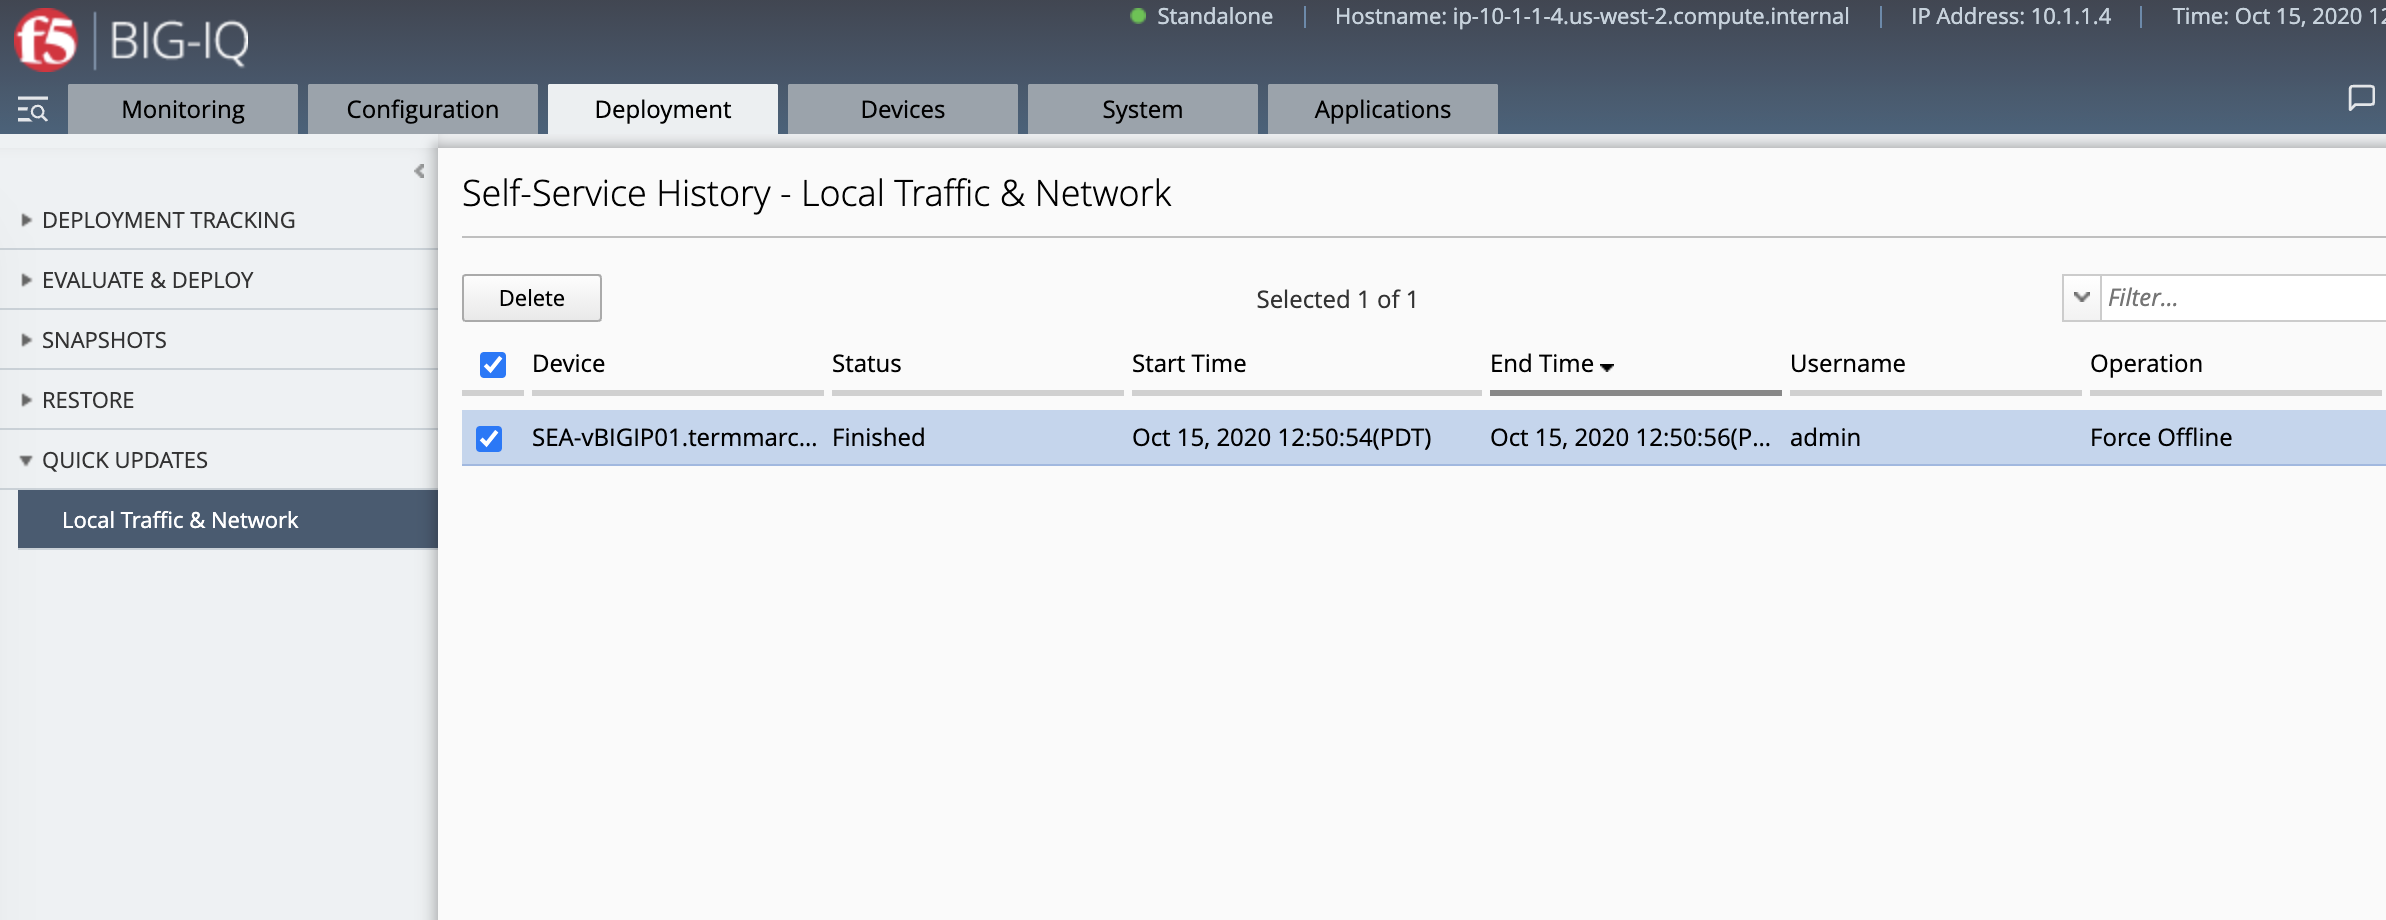 Standalone | Hostname: ip-10-1-1-4.us-west-2.compute.internal | IP Address: 10.1.1.4 | Time: Oct 15, 2020 12
f5 BIG-IQ
Monitoring Configuration Deployment Devices System Applications
Self-Service History - Local Traffic & Network
DEPLOYMENT TRACKING
EVALUATE & DEPLOY
SNAPSHOTS
RESTORE
QUICK UPDATES
Local Traffic & Network
Delete Selected 1 of 1 Filter...
Device Status Start Time End Time Username Operation
SEA-vBIGIP01.termmarc... Finished Oct 15, 2020 12:50:54(PDT) Oct 15, 2020 12:50:56(P... admin Force Offline